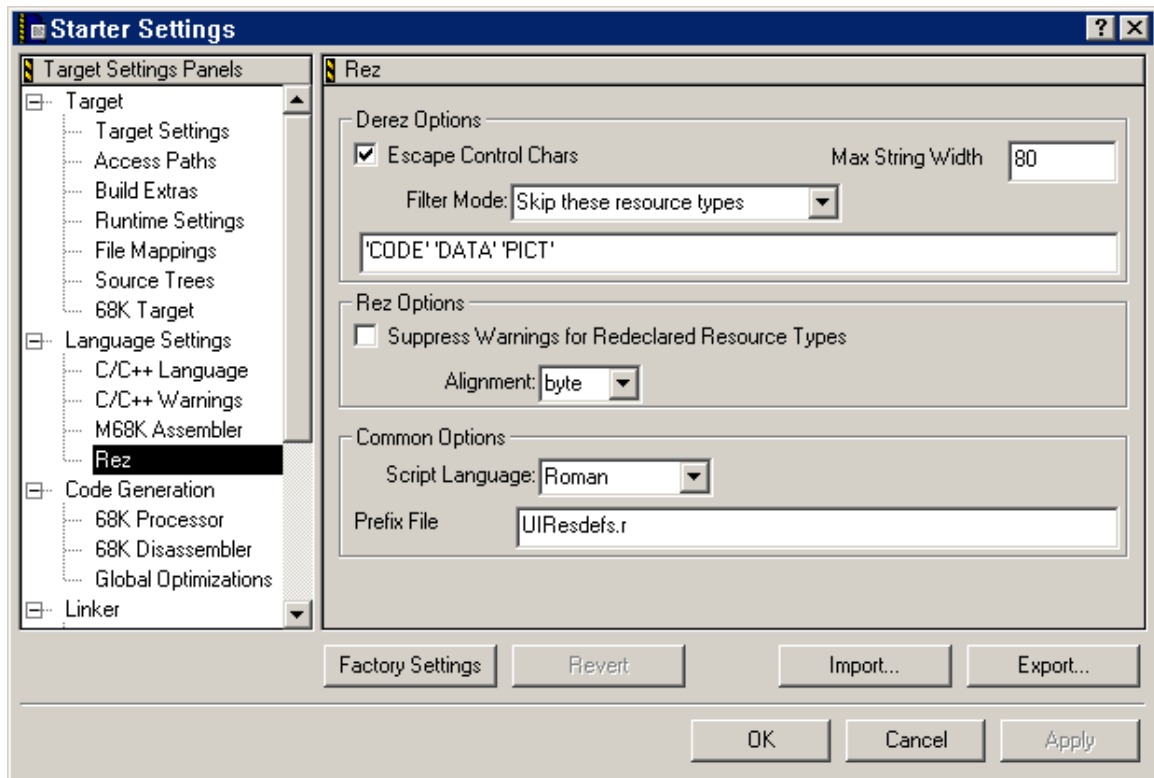 Starter Settings
Target Settings Panels
Target
Target Settings
Access Paths
Build Extras
Runtime Settings
File Mappings
Source Trees
68K Target
Language Settings
C/C++ Language
C/C++ Warnings
M68K Assembler
Rez
Code Generation
68K Processor
68K Disassembler
Global Optimizations
Linker
Rez
Derez Options
Escape Control Chars Max String Width 80
Filter Mode: Skip these resource types
'CODE' 'DATA' 'PICT'
Rez Options
Suppress Warnings for Redeclared Resource Types
Alignment: byte
Common Options
Script Language: Roman
Prefix File UIResdefs.r
Factory Settings Revert Import... Export...
OK Cancel Apply